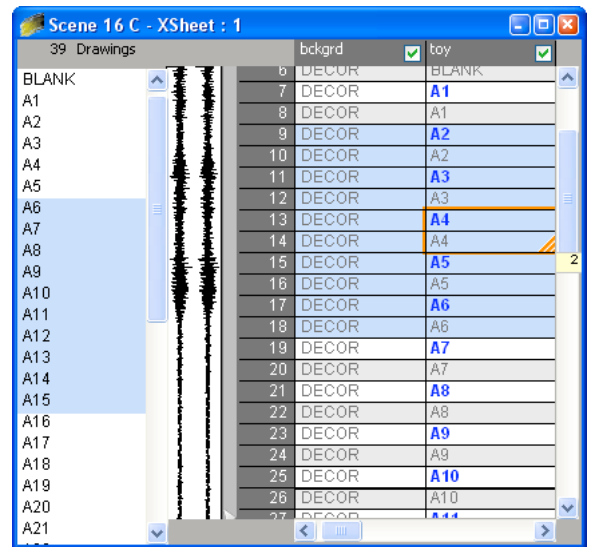 Scene 16 C - XSheet : 1
39 Drawings
bckgrd toy
BLANK
A1
A2
A3
A4
A5
A6
A7
A8
A9
A10
A11
A12
A13
A14
A15
A16
A17
A18
A19
A20
A21
6 DECOR BLANK
7 DECOR A1
8 DECOR A1
9 DECOR A2
10 DECOR A2
11 DECOR A3
12 DECOR A3
13 DECOR A4
14 DECOR A4
15 DECOR A5 2
16 DECOR A5
17 DECOR A6
18 DECOR A6
19 DECOR A7
20 DECOR A7
21 DECOR A8
22 DECOR A8
23 DECOR A9
24 DECOR A9
25 DECOR A10
26 DECOR A10
27 DECOR A11